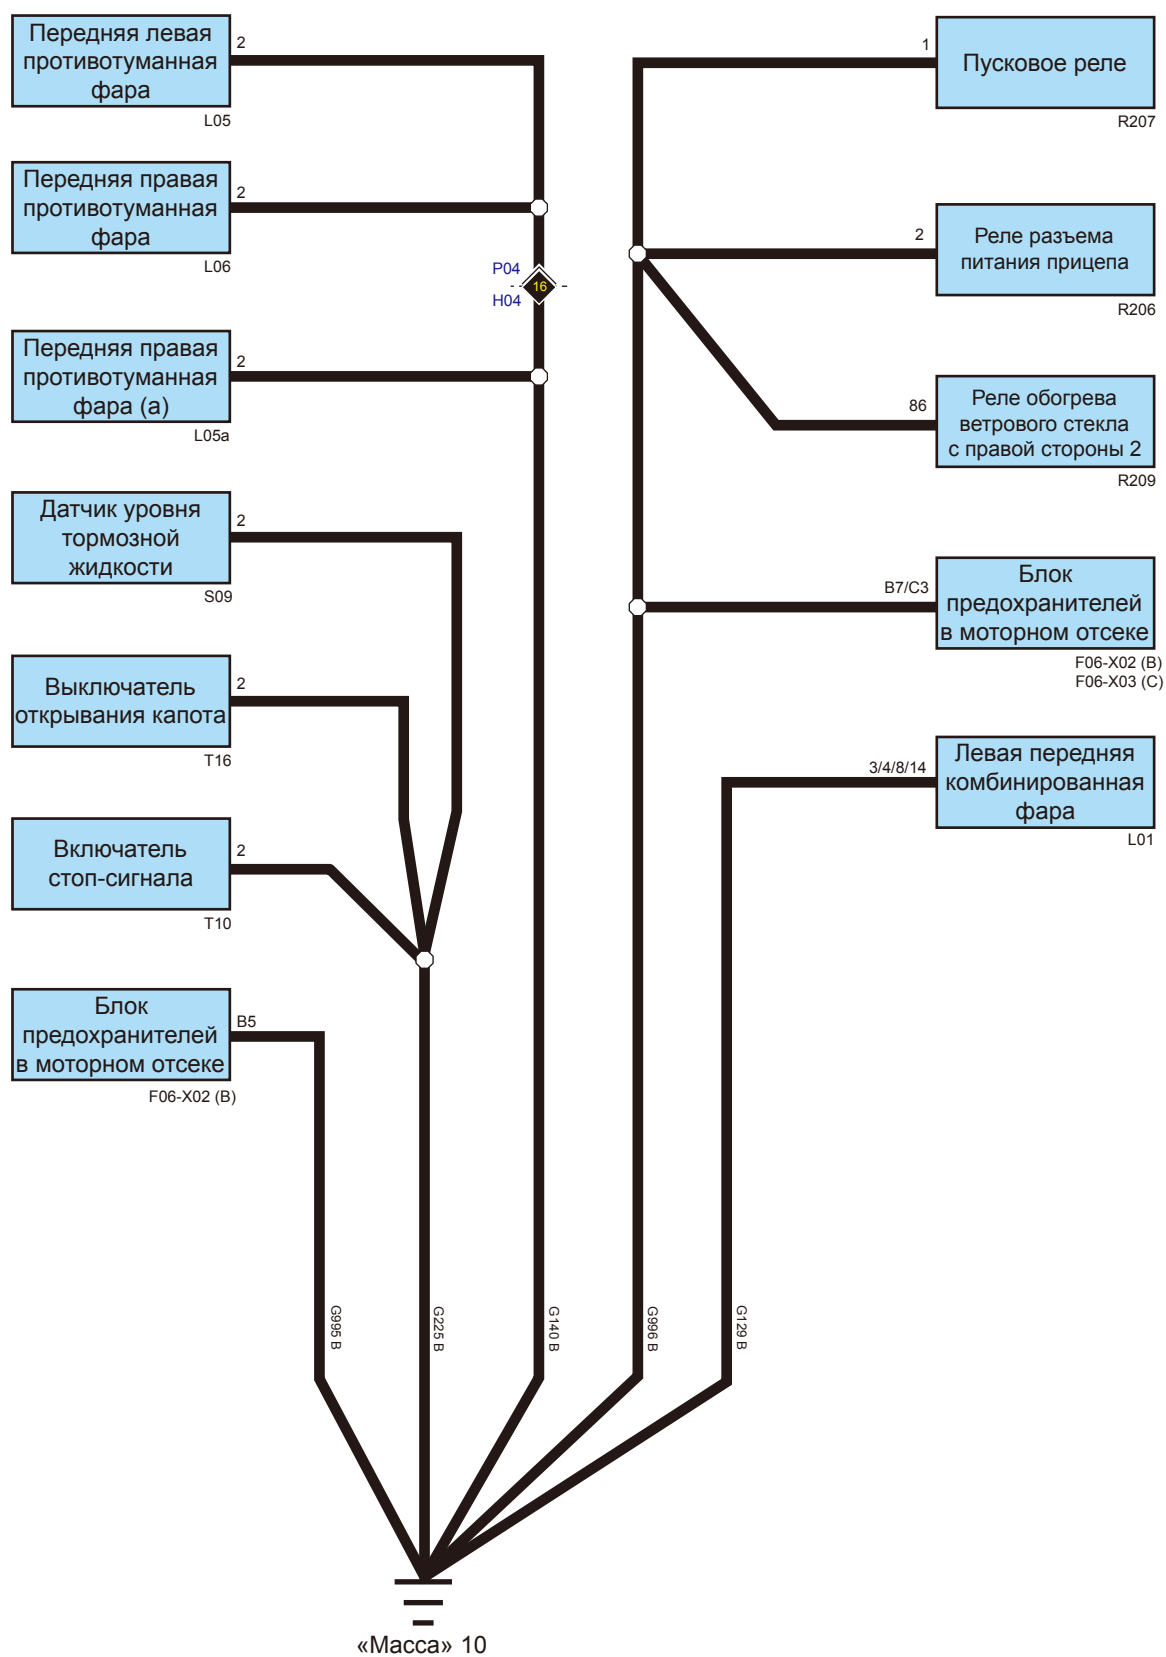 Передняя левая
противотуманная
фара
2
L05
Передняя правая
противотуманная
фара
2
L06
P04
16
H04
Передняя правая
противотуманная
фара (a)
2
L05a
Датчик уровня
тормозной
жидкости
2
S09
Выключатель
открывания капота
2
T16
Включатель
стоп-сигнала
2
T10
Блок
предохранителей
в моторном отсеке
B5
F06-X02 (B)
1
Пусковое реле
R207
2
Реле разъема
питания прицепа
R206
86
Реле обогрева
ветрового стекла
с правой стороны 2
R209
B7/C3
Блок
предохранителей
в моторном отсеке
F06-X02 (B)
F06-X03 (C)
3/4/8/14
Левая передняя
комбинированная
фара
L01
G995 B
G225 B
G140 B
G996 B
G129 B
«Масса» 10